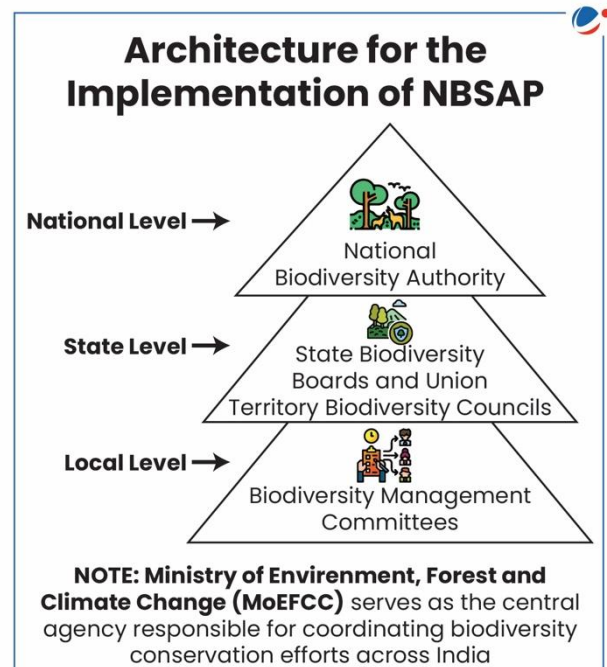 Architecture for the
Implementation of NBSAP
National Level
National
Biodiversity Authority
State Level
State Biodiversity
Boards and Union
Territory Biodiversity Councils
Local Level
Biodiversity Management
Committees
NOTE: Ministry of Envirenment, Forest and
Climate Change (MoEFCC) serves as the central
agency responsible for coordinating biodiversity
conservation efforts across India